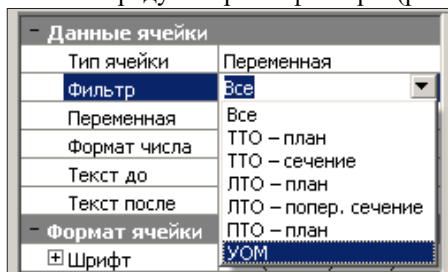 Данные ячейки
Тип ячейки Переменная
Фильтр Все
Переменная Все
Формат числа ТТО – план
ТТО – сечение
Текст до ЛТО – план
Текст после ЛТО – попер. сечение
Формат ячейки ПТО – план
Шрифт УОМ